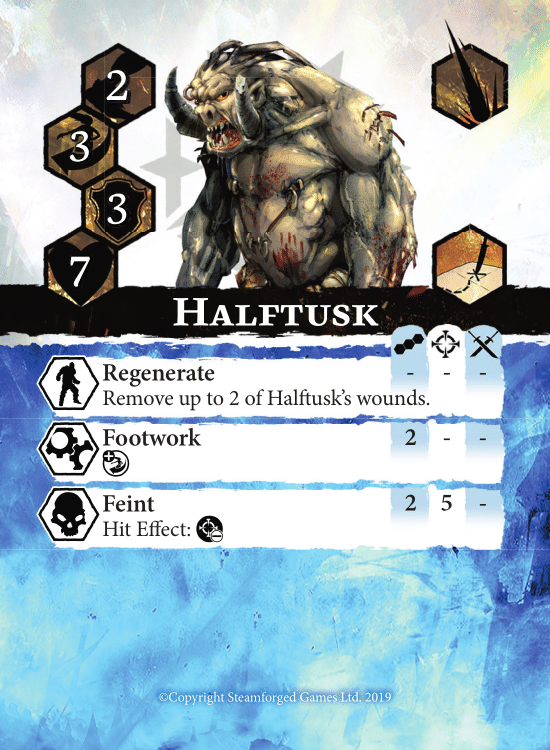 2
3
3
7
HALFTUSK
Regenerate - - -
Remove up to 2 of Halftusk's wounds.
Footwork 2 - -
Feint 2 5 -
Hit Effect:
©Copyright Steamforged Games Ltd. 2019